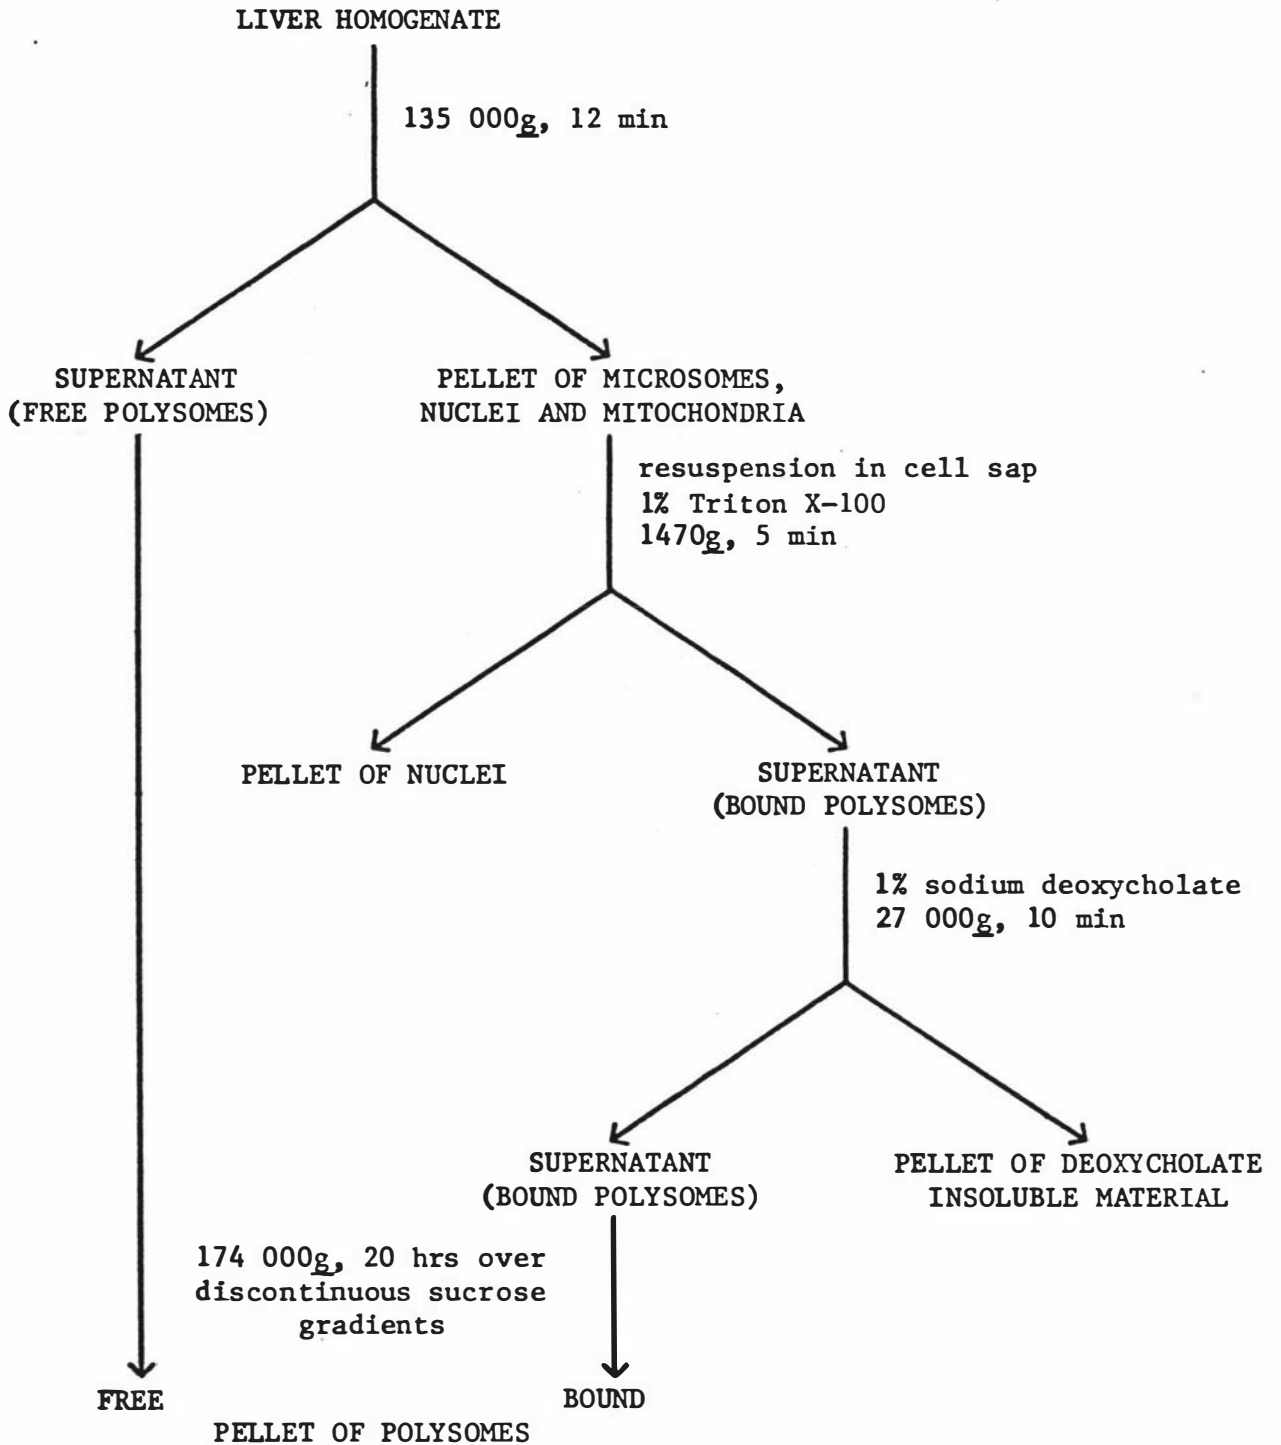 LIVER HOMOGENATE
135 000g, 12 min
SUPERNATANT
(FREE POLYSOMES)
PELLET OF MICROSOMES,
NUCLEI AND MITOCHONDRIA
resuspension in cell sap
1% Triton X-100
1470g, 5 min
PELLET OF NUCLEI
SUPERNATANT
(BOUND POLYSOMES)
1% sodium deoxycholate
27 000g, 10 min
SUPERNATANT
(BOUND POLYSOMES)
PELLET OF DEOXYCHOLATE
INSOLUBLE MATERIAL
174 000g, 20 hrs over
discontinuous sucrose
gradients
FREE
BOUND
PELLET OF POLYSOMES